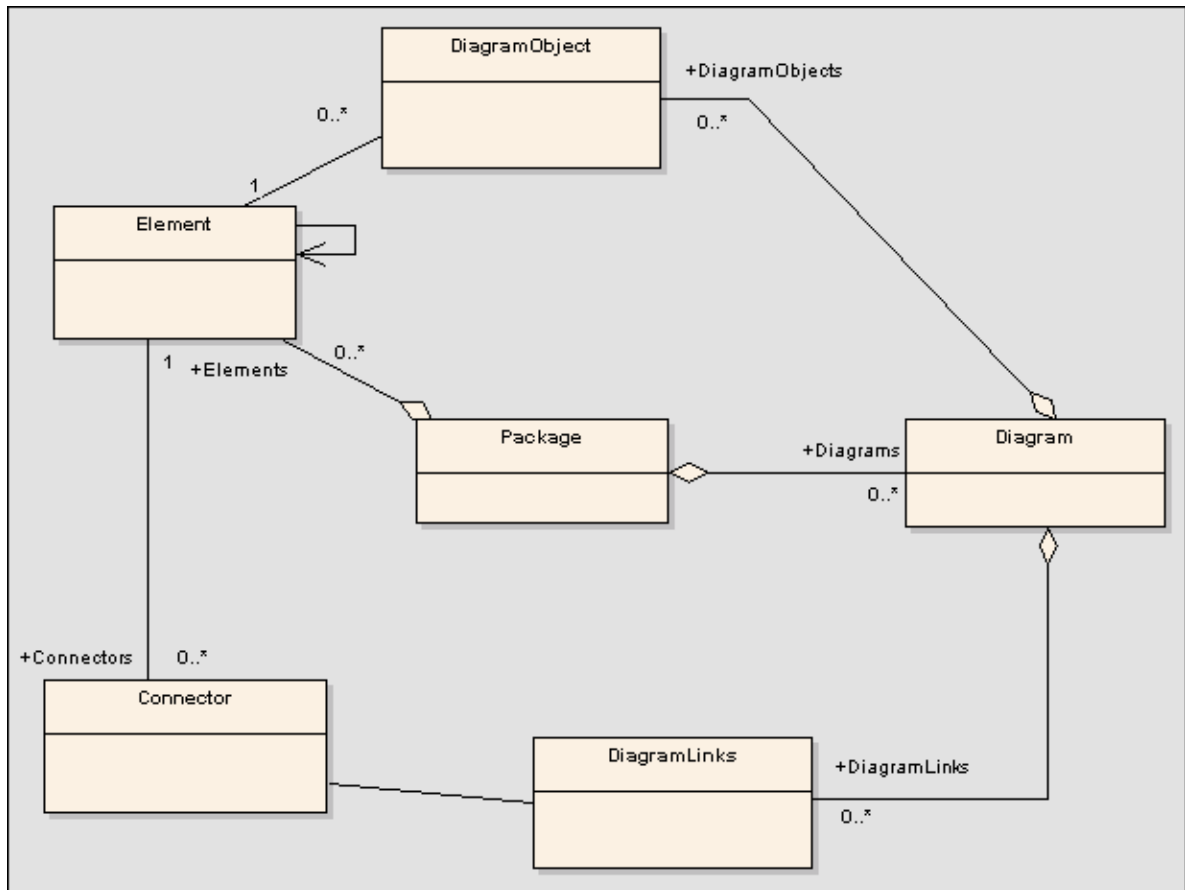 DiagramObject
+DiagramObjects
0..*
0..*
1
Element
0..*
1
+Elements
Package
Diagram
+Diagrams
0..*
+Connectors
0..*
Connector
DiagramLinks
+DiagramLinks
0..*